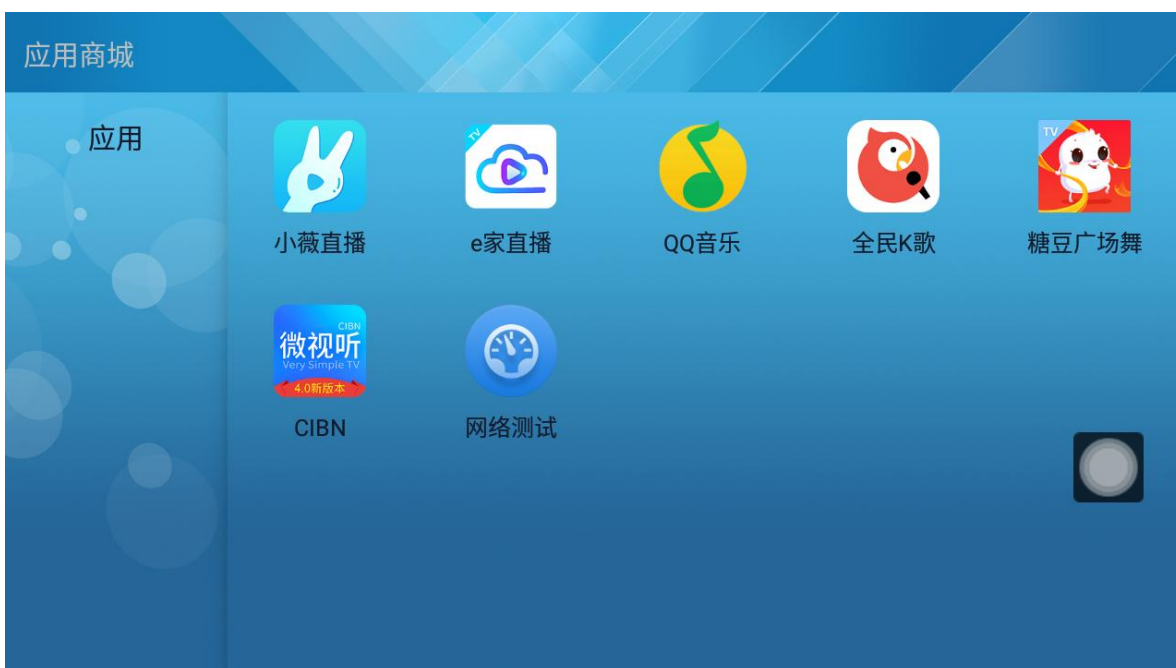 应用商城
应用
TV
TV
小薇直播
e家直播
QQ音乐
全民K歌
糖豆广场舞
CIBN
微视听
Very Simple TV
4.0新版本
CIBN
网络测试